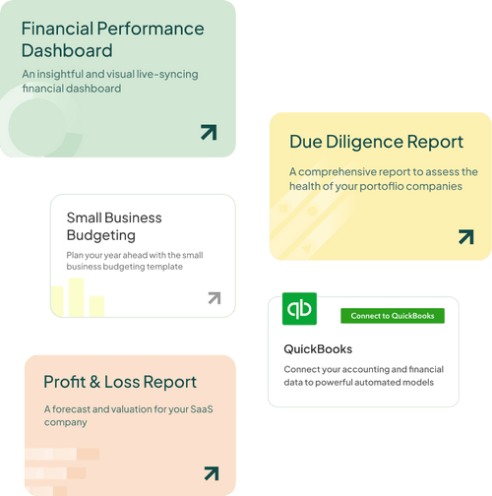 Financial Performance
Dashboard
An insightful and visual live-syncing
financial dashboard
Due Diligence Report
A comprehensive report to assess the
health of your portoflio companies
Small Business
Budgeting
Plan your year ahead with the small
business budgeting template
qb
Connect to QuickBooks
QuickBooks
Connect your accounting and financial
data to powerful automated models
Profit & Loss Report
A forecast and valuation for your SaaS
company